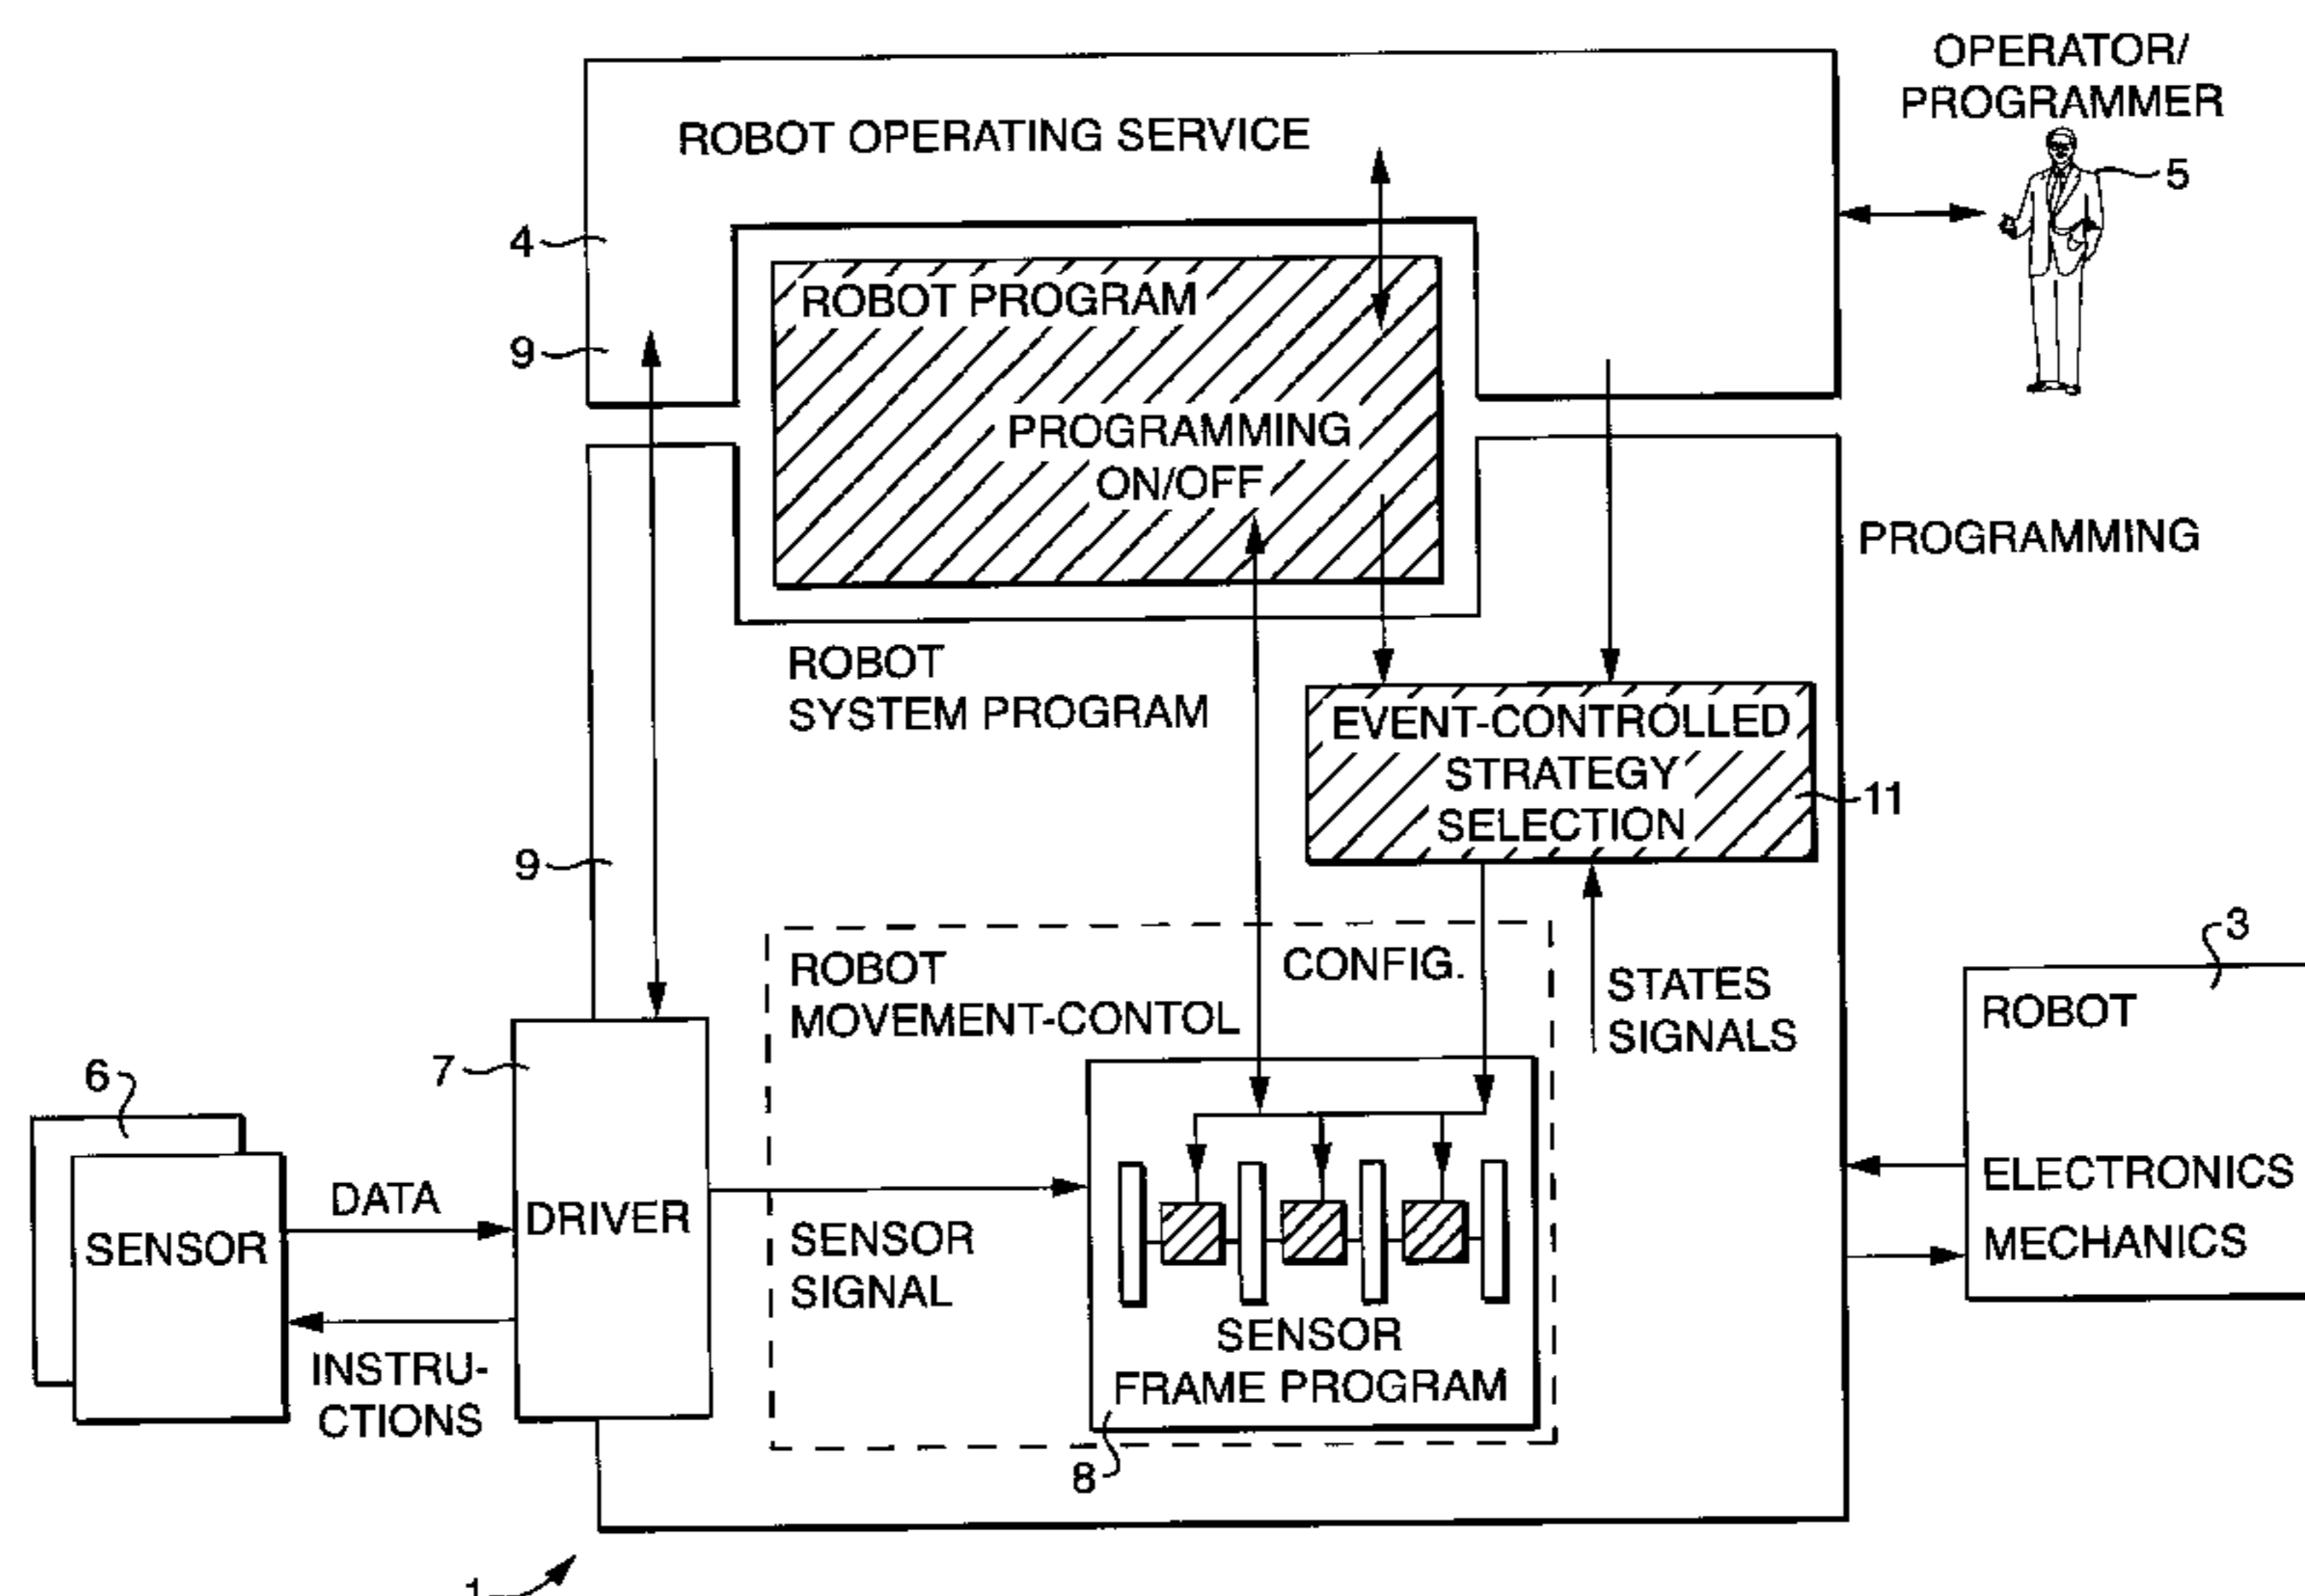 OPERATOR/
PROGRAMMER
5
ROBOT OPERATING SERVICE
4
9
ROBOT PROGRAM
PROGRAMMING
ON/OFF
PROGRAMMING
ROBOT
SYSTEM PROGRAM
EVENT-CONTROLLED
STRATEGY
SELECTION
11
9
ROBOT
MOVEMENT-CONTOL
CONFIG.
STATES
SIGNALS
3
ROBOT
ELECTRONICS
MECHANICS
7
6
DATA
SENSOR
DRIVER
INSTRU-
CTIONS
SENSOR
SIGNAL
SENSOR
FRAME PROGRAM
8
1